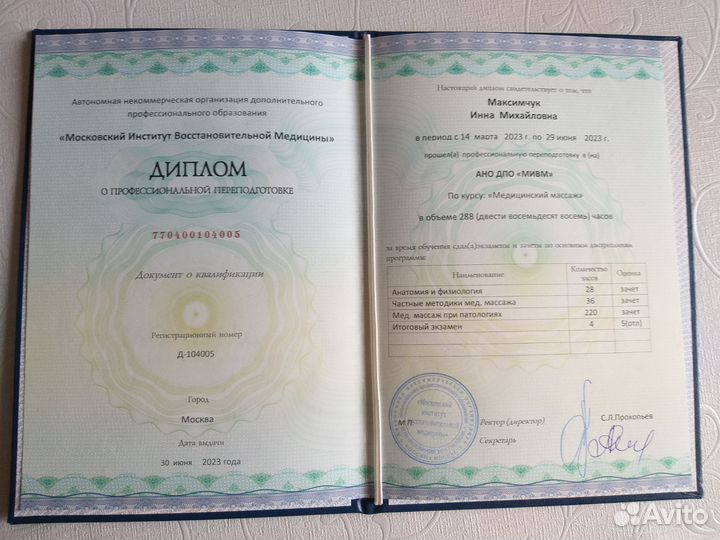 Автономная некоммерческая организация дополнительного
профессионального образования
«Московский Институт Восстановительной Медицины»
ДИПЛОМ
О ПРОФЕССИОНАЛЬНОЙ ПЕРЕПОДГОТОВКЕ
770400104005
Документ о квалификации
Регистрационный номер
Д-104005
Город
Москва
Дата выдачи
30 июня 2023 года
Настоящий диплом свидетельствует о том, что
Максимчук
Инна Михайловна
в период с 14 марта 2023 г. по 29 июня 2023 г.
прошел(а) профессиональную переподготовку в (на)
АНО ДПО «МИВМ»
По курсу: «Медицинский массаж»
в объеме 288 (двести восемьдесят восемь) часов
за время обучения сдал(а)экзамены и зачеты по основным дисциплинам
программы:
Наименование Количество часов Оценка
Анатомия и физиология 28 зачет
Частные методики мед. массажа 36 зачет
Мед. массаж при патологиях 220 зачет
Итоговый экзамен 4 5(отл)
«Московский
институт
восстановительной
медицины»
М.П.
Ректор (директор) С.Л.Прокопьев
Секретарь
Avito